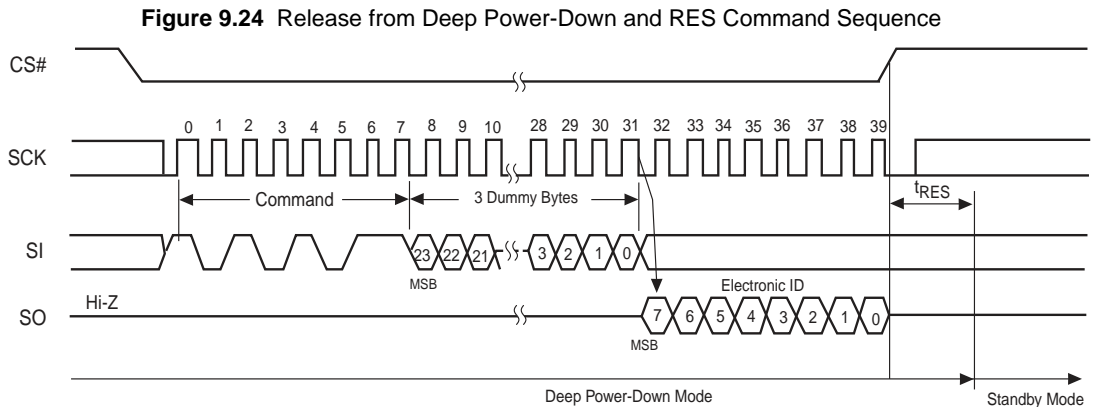 Figure 9.24 Release from Deep Power-Down and RES Command Sequence
CS#
0 1 2 3 4 5 6 7 8 9 10 28 29 30 31 32 33 34 35 36 37 38 39
SCK
Command
3 Dummy Bytes
tRES
SI
23 22 21 3 2 1 0
MSB
Electronic ID
Hi-Z
SO
7 6 5 4 3 2 1 0
MSB
Deep Power-Down Mode
Standby Mode